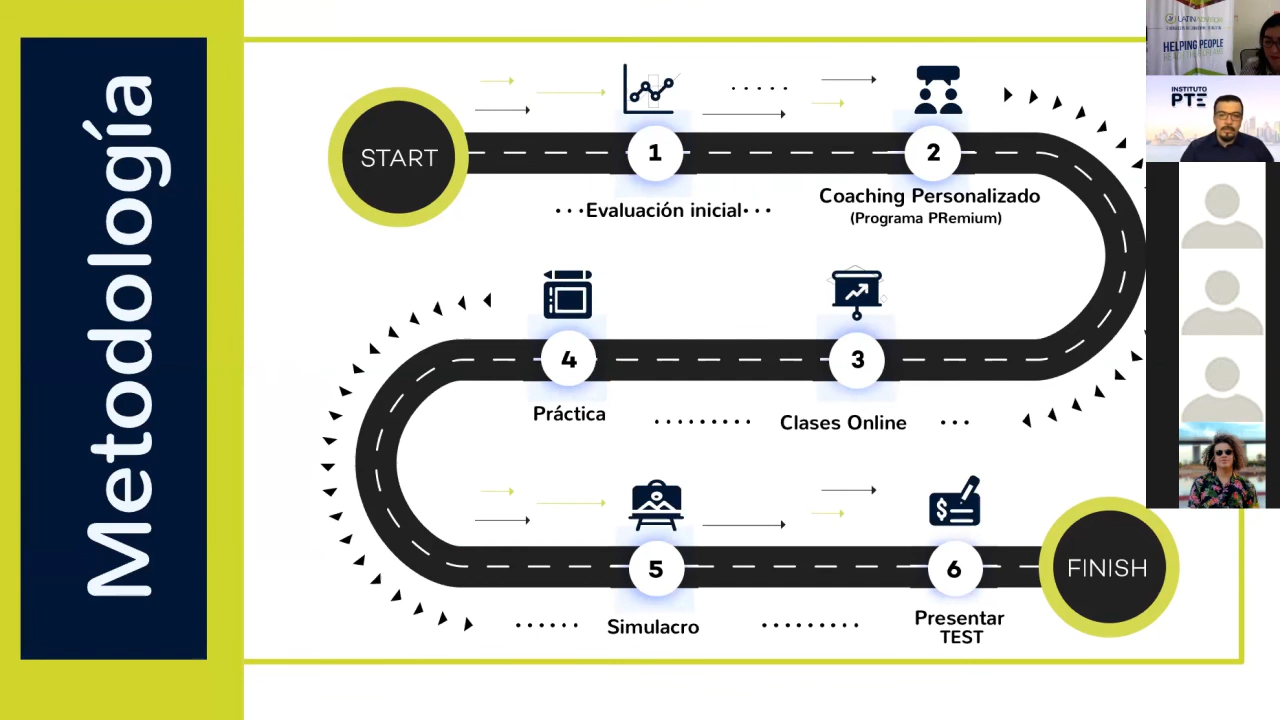 Metodología
START
1
2
Evaluación inicial
Coaching Personalizado
(Programa PRemium)
4
3
Práctica
Clases Online
5
6
FINISH
Simulacro
Presentar
TEST
LATIN
HELPING PEOPLE
INSTITUTO
PTE